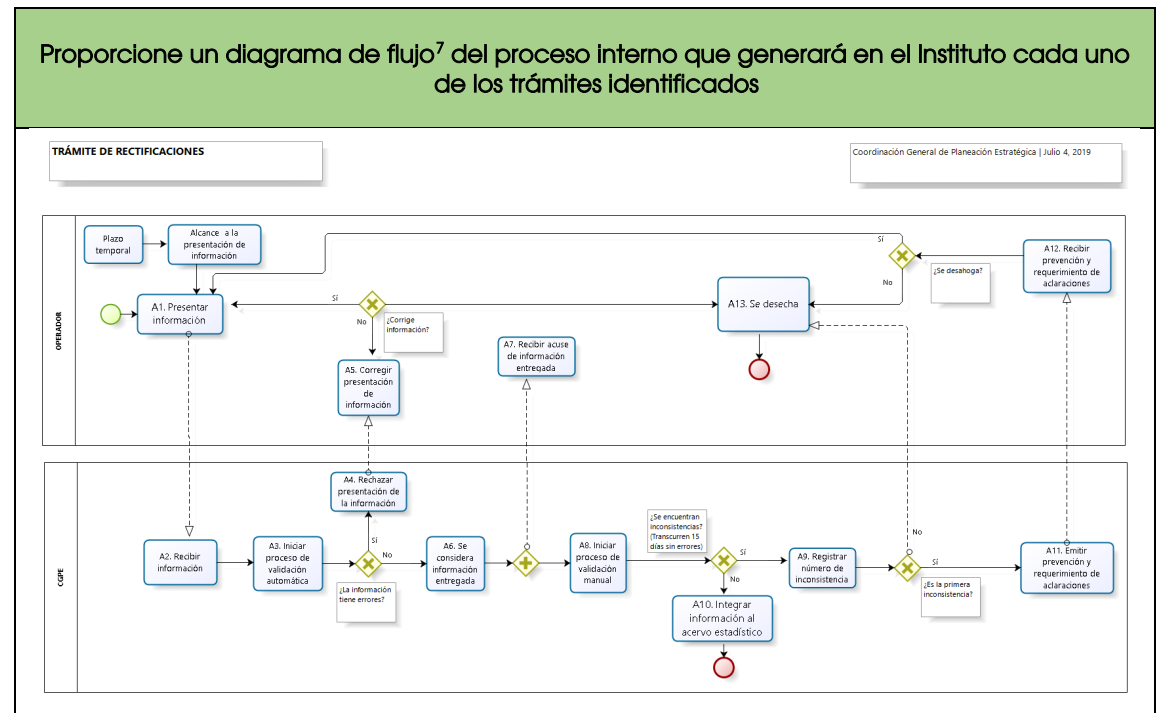 Proporcione un diagrama de flujo⁷ del proceso interno que generará en el Instituto cada uno
de los trámites identificados
TRÁMITE DE RECTIFICACIONES
Coordinación General de Planeación Estratégica | Julio 4, 2019
OPERADOR
Plazo
temporal
Alcance a la
presentación de
información
A1. Presentar
información
Sí
No
¿Corrige
información?
A5. Corregir
presentación
de
información
A7. Recibir acuse
de información
entregada
A13. Se desecha
Sí
No
¿Se desahoga?
A12. Recibir
prevención y
requerimiento de
aclaraciones
CGPE
A2. Recibir
información
A3. Iniciar
proceso de
validación
automática
A4. Rechazar
presentación de
la información
Sí
No
¿La información
tiene errores?
A6. Se
considera
información
entregada
A8. Iniciar
proceso de
validación
manual
¿Se encuentran
inconsistencias?
(Transcurren 15
días sin errores)
Sí
No
A10. Integrar
información al
acervo estadístico
A9. Registrar
número de
inconsistencia
No
Sí
¿Es la primera
inconsistencia?
A11. Emitir
prevención y
requerimiento de
aclaraciones